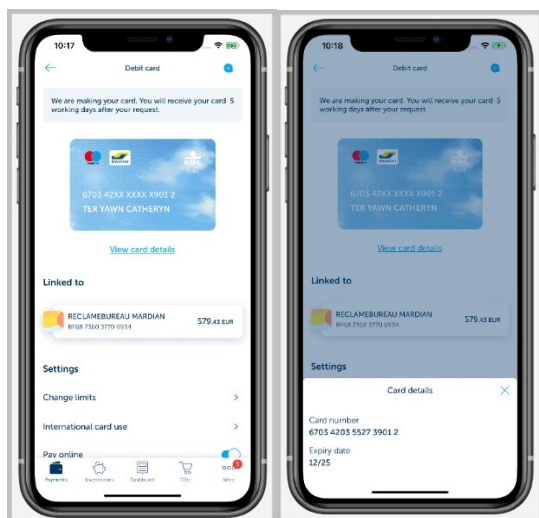 10:17
Debit card
We are making your card. You will receive your card 5
working days after your request.
KBC
6703 42XX XXXX X901 2
TER YAWN CATHERYN
View card details
Linked to
RECLAMEBUREAU MARDIAN
579,43 EUR
7360 3770 0934
Settings
Change limits
International card use
Pay online
Payments
Investments
Dashboard
Offer
More
10:18
Debit card
We are making your card. You will receive your card 5
working days after your request.
6703 42XX XXXX X901 2
TER YAWN CATHERYN
View card details
Linked to
RECLAMEBUREAU MARDIAN
579,43 EUR
7360 3770 0934
Settings
Card details
Card number
6703 4203 5527 3901 2
Expiry date
12/25